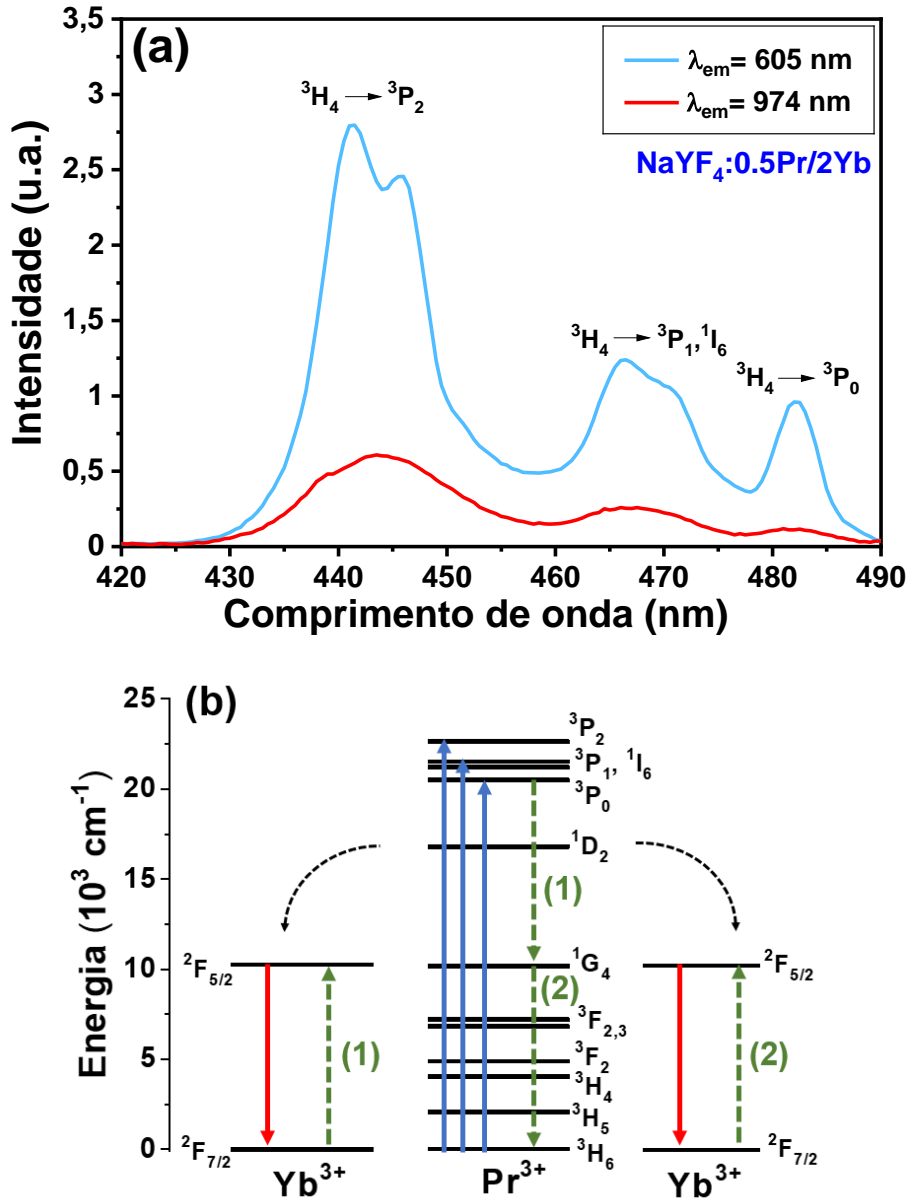 (a)
λem= 605 nm
λem= 974 nm
NaYF4:0.5Pr/2Yb
³H₄ → ³P₂
³H₄ → ³P₁,¹I₆
³H₄ → ³P₀
Intensidade (u.a.)
3,5
3
2,5
2
1,5
1
0,5
0
420 430 440 450 460 470 480 490
Comprimento de onda (nm)
(b)
Energia (10³ cm⁻¹)
25
20
15
10
5
0
³P₂
³P₁, ¹I₆
³P₀
¹D₂
(1)
¹G₄
(2)
³F₂,₃
³F₂
³H₄
³H₅
³H₆
²F₅/₂
(1)
²F₇/₂
²F₅/₂
(2)
²F₇/₂
Yb³⁺ Pr³⁺ Yb³⁺